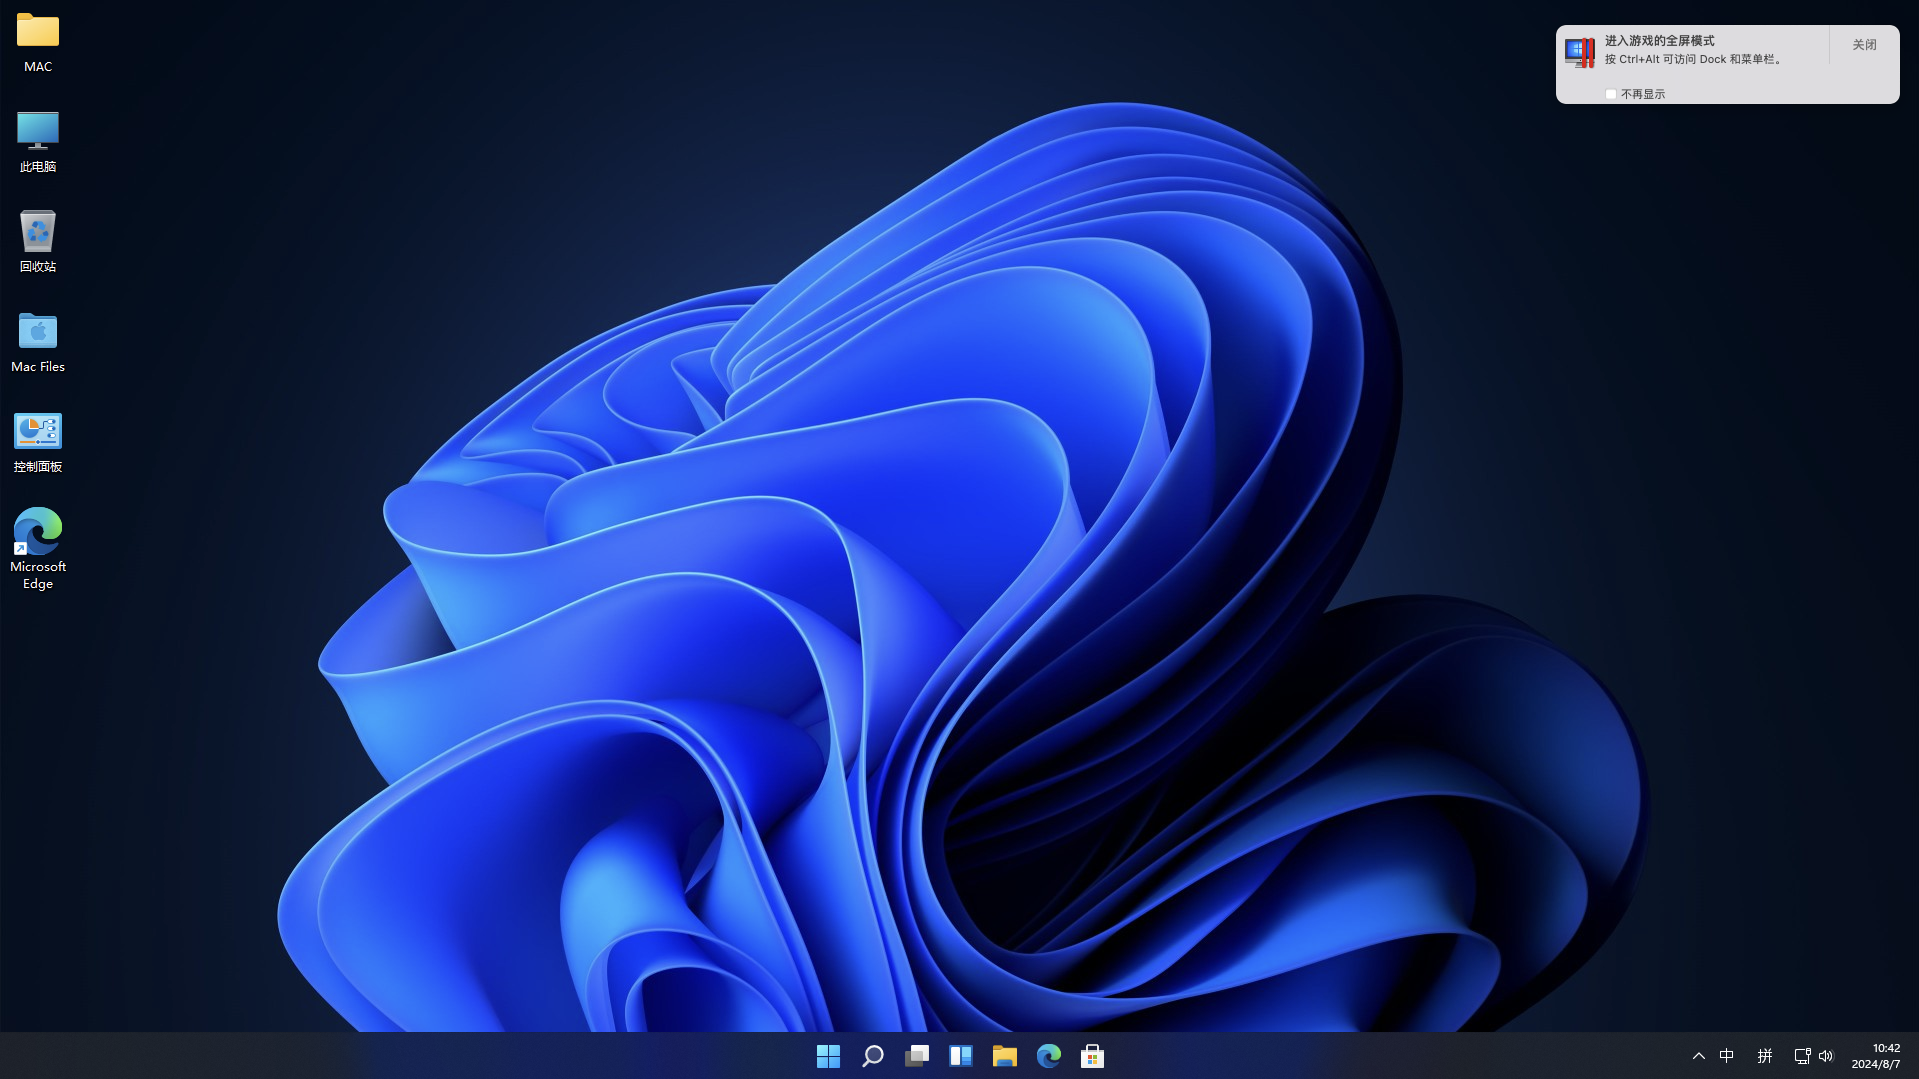 MAC
此电脑
回收站
Mac Files
控制面板
Microsoft
Edge
进入游戏的全屏模式
按 Ctrl+Alt 可访问 Dock 和菜单栏。
关闭
不再显示
中
拼
10:42
2024/8/7